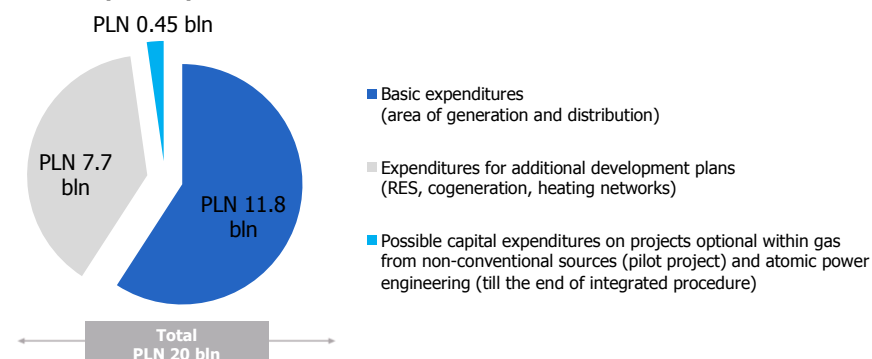 PLN 0.45 bln
PLN 7.7
bln
PLN 11.8
bln
Basic expenditures
(area of generation and distribution)
Expenditures for additional development plans
(RES, cogeneration, heating networks)
Possible capital expenditures on projects optional within gas
from non-conventional sources (pilot project) and atomic power
engineering (till the end of integrated procedure)
Total
PLN 20 bln